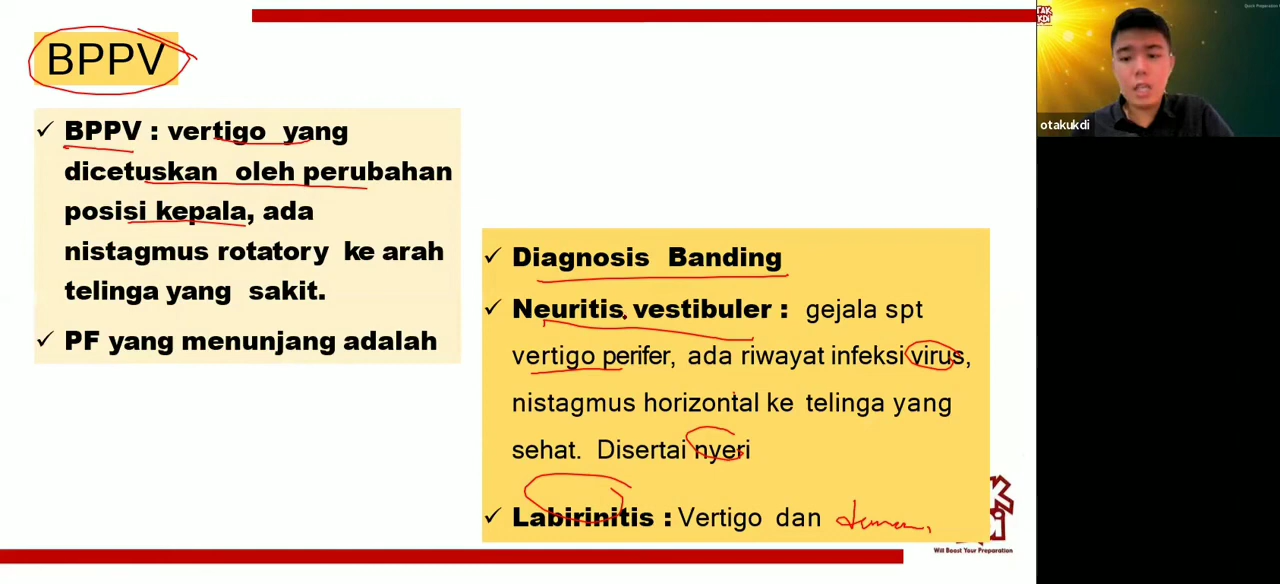 BPPV
✓ BPPV : vertigo yang
dicetuskan oleh perubahan
posisi kepala, ada
nistagmus rotatory ke arah
telinga yang sakit.
✓ PF yang menunjang adalah
✓ Diagnosis Banding
✓ Neuritis vestibuler : gejala spt
vertigo perifer, ada riwayat infeksi virus,
nistagmus horizontal ke telinga yang
sehat. Disertai nyeri
✓ Labirinitis : Vertigo dan
Will Boost Your Preparation
otakukdi